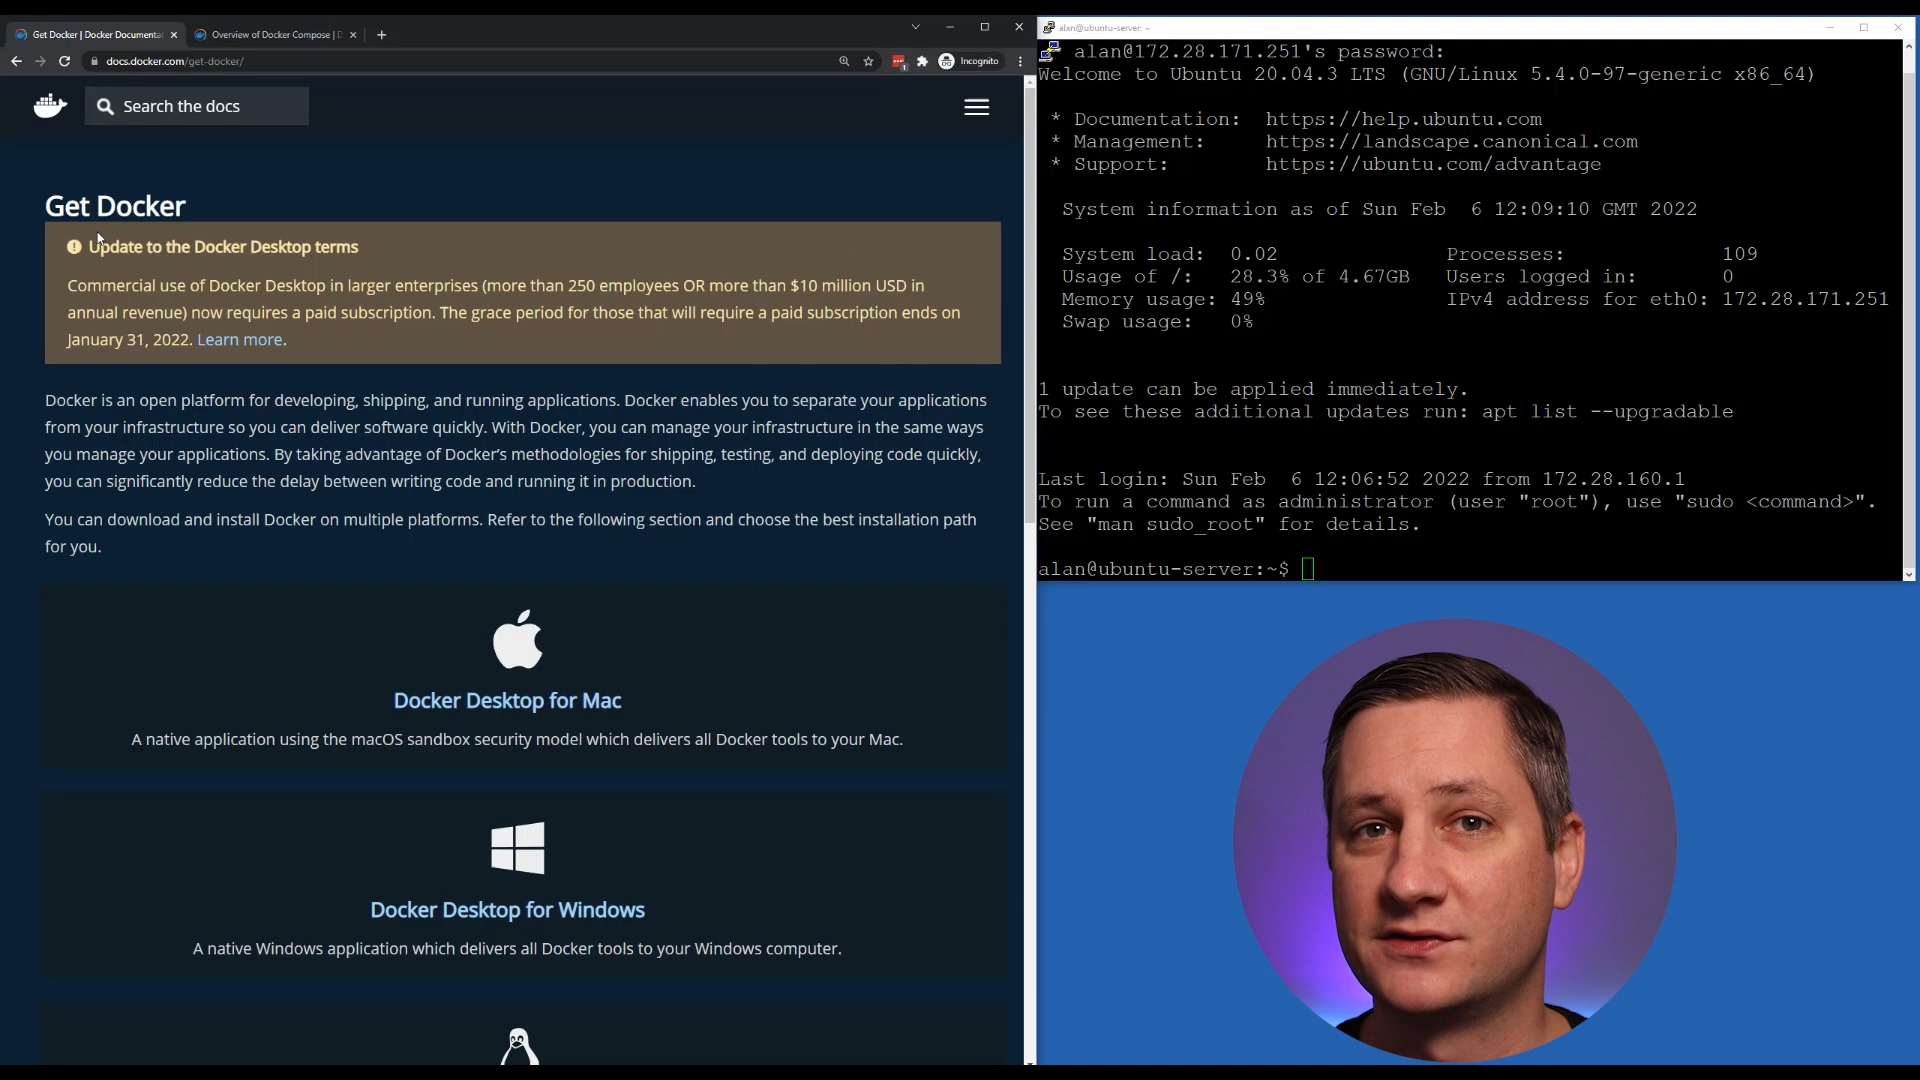 Get Docker | Docker Documenta
Overview of Docker Compose | D
docs.docker.com/get-docker/
Incognito
Search the docs
Get Docker
Update to the Docker Desktop terms
Commercial use of Docker Desktop in larger enterprises (more than 250 employees OR more than $10 million USD in
annual revenue) now requires a paid subscription. The grace period for those that will require a paid subscription ends on
January 31, 2022. Learn more.
Docker is an open platform for developing, shipping, and running applications. Docker enables you to separate your applications
from your infrastructure so you can deliver software quickly. With Docker, you can manage your infrastructure in the same ways
you manage your applications. By taking advantage of Docker’s methodologies for shipping, testing, and deploying code quickly,
you can significantly reduce the delay between writing code and running it in production.
You can download and install Docker on multiple platforms. Refer to the following section and choose the best installation path
for you.
Docker Desktop for Mac
A native application using the macOS sandbox security model which delivers all Docker tools to your Mac.
Docker Desktop for Windows
A native Windows application which delivers all Docker tools to your Windows computer.
alan@ubuntu-server: ~
alan@172.28.171.251's password:
Welcome to Ubuntu 20.04.3 LTS (GNU/Linux 5.4.0-97-generic x86_64)
* Documentation: https://help.ubuntu.com
* Management: https://landscape.canonical.com
* Support: https://ubuntu.com/advantage
System information as of Sun Feb 6 12:09:10 GMT 2022
System load: 0.02 Processes: 109
Usage of /: 28.3% of 4.67GB Users logged in: 0
Memory usage: 49% IPv4 address for eth0: 172.28.171.251
Swap usage: 0%
1 update can be applied immediately.
To see these additional updates run: apt list --upgradable
Last login: Sun Feb 6 12:06:52 2022 from 172.28.160.1
To run a command as administrator (user "root"), use "sudo <command>".
See "man sudo_root" for details.
alan@ubuntu-server:~$